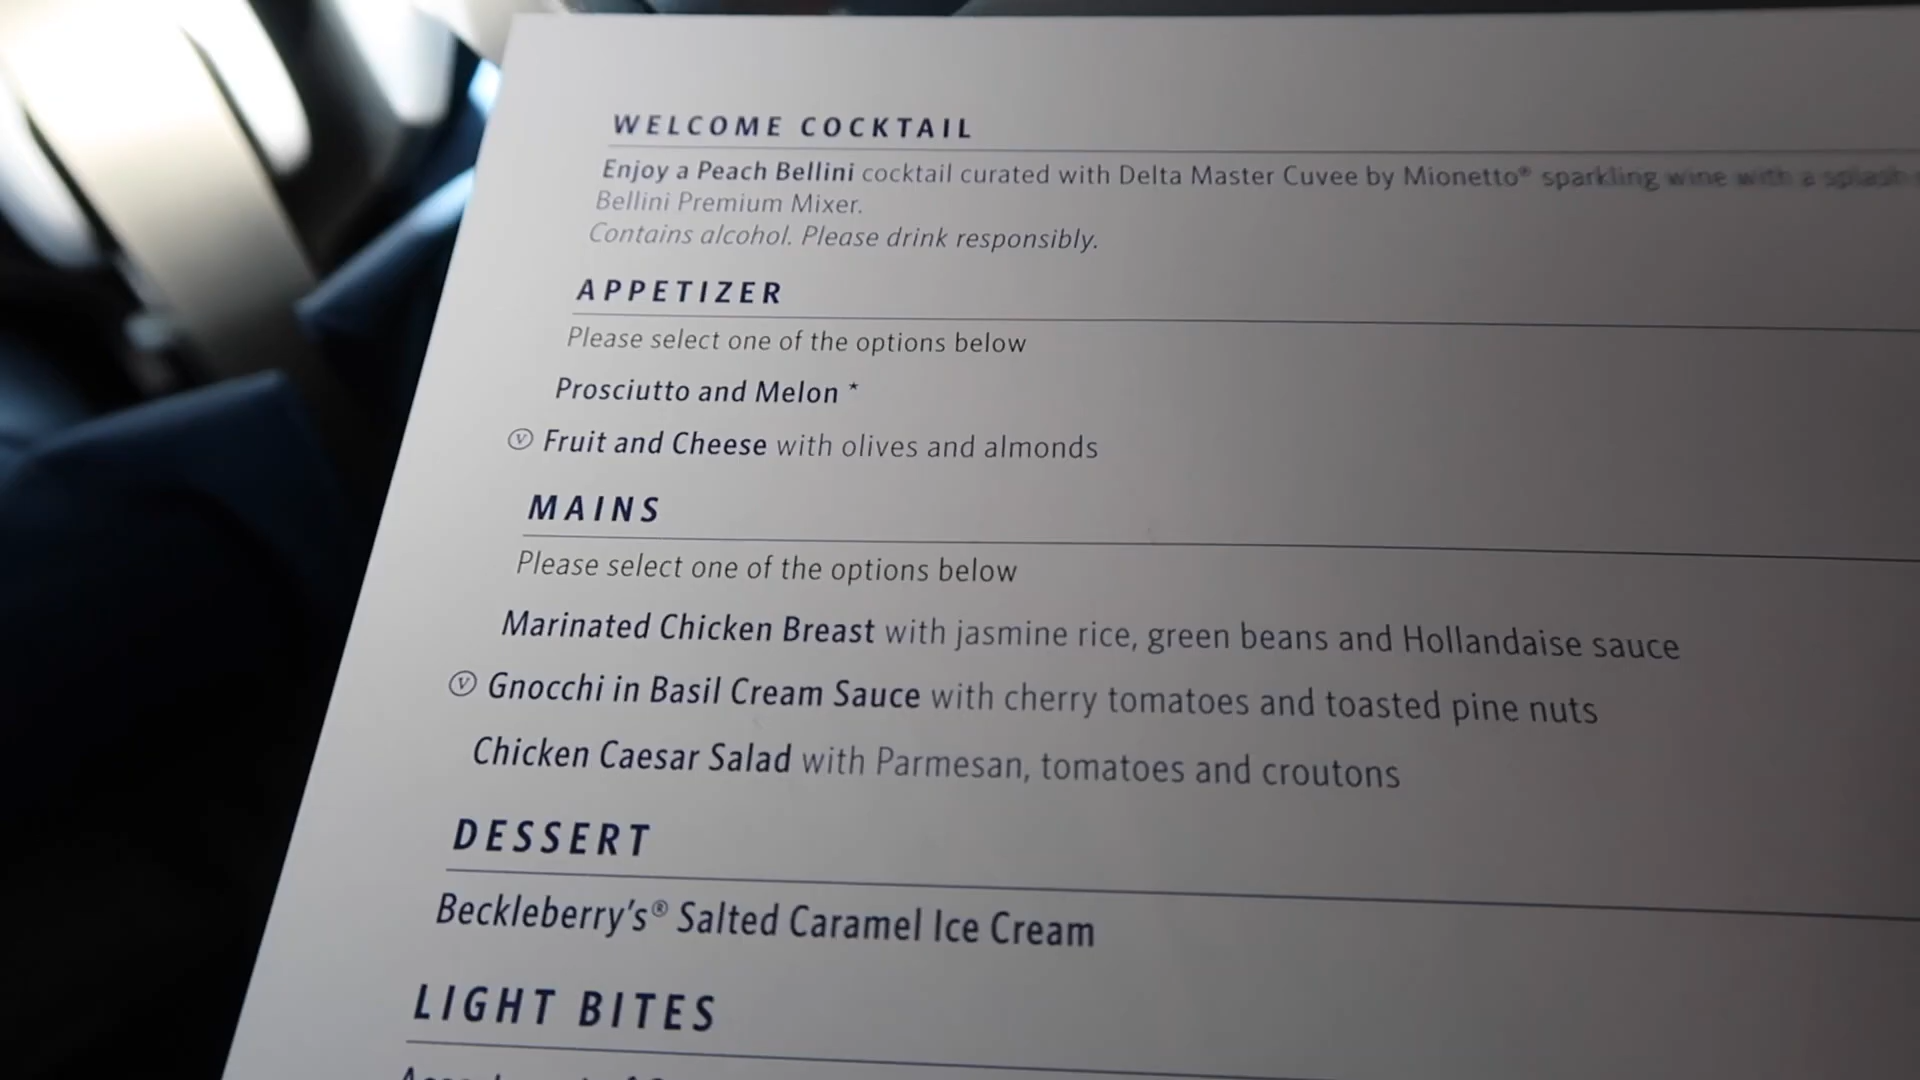 WELCOME COCKTAIL
Enjoy a Peach Bellini cocktail curated with Delta Master Cuvee by Mionetto® sparkling wine with a splash
Bellini Premium Mixer.
Contains alcohol. Please drink responsibly.
APPETIZER
Please select one of the options below
Prosciutto and Melon *
Ⓥ Fruit and Cheese with olives and almonds
MAINS
Please select one of the options below
Marinated Chicken Breast with jasmine rice, green beans and Hollandaise sauce
Ⓥ Gnocchi in Basil Cream Sauce with cherry tomatoes and toasted pine nuts
Chicken Caesar Salad with Parmesan, tomatoes and croutons
DESSERT
Beckleberry's® Salted Caramel Ice Cream
LIGHT BITES